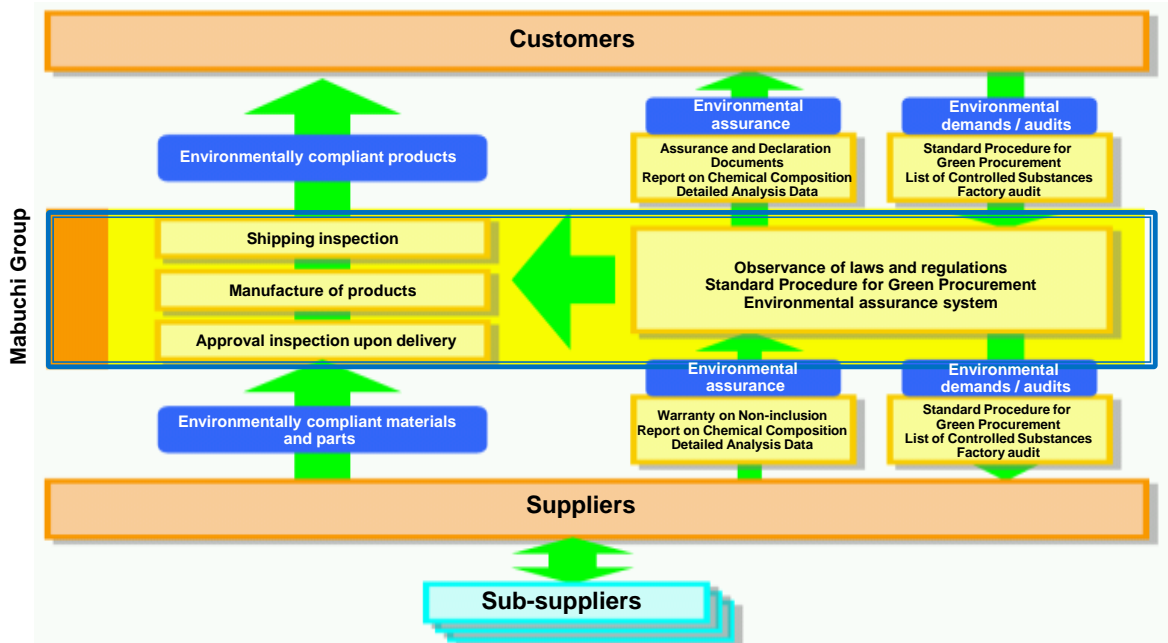 Customers
Environmentally compliant products
Environmental
assurance
Assurance and Declaration
Documents
Report on Chemical Composition
Detailed Analysis Data
Environmental
demands / audits
Standard Procedure for
Green Procurement
List of Controlled Substances
Factory audit
Mabuchi Group
Shipping inspection
Manufacture of products
Approval inspection upon delivery
Observance of laws and regulations
Standard Procedure for Green Procurement
Environmental assurance system
Environmentally compliant materials
and parts
Environmental
assurance
Warranty on Non-inclusion
Report on Chemical Composition
Detailed Analysis Data
Environmental
demands / audits
Standard Procedure for
Green Procurement
List of Controlled Substances
Factory audit
Suppliers
Sub-suppliers